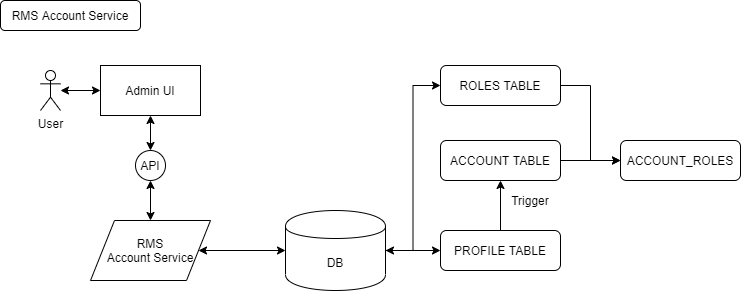 RMS Account Service
ROLES TABLE
Admin UI
User
API
ACCOUNT TABLE
ACCOUNT_ROLES
Trigger
RMS
Account Service
DB
PROFILE TABLE